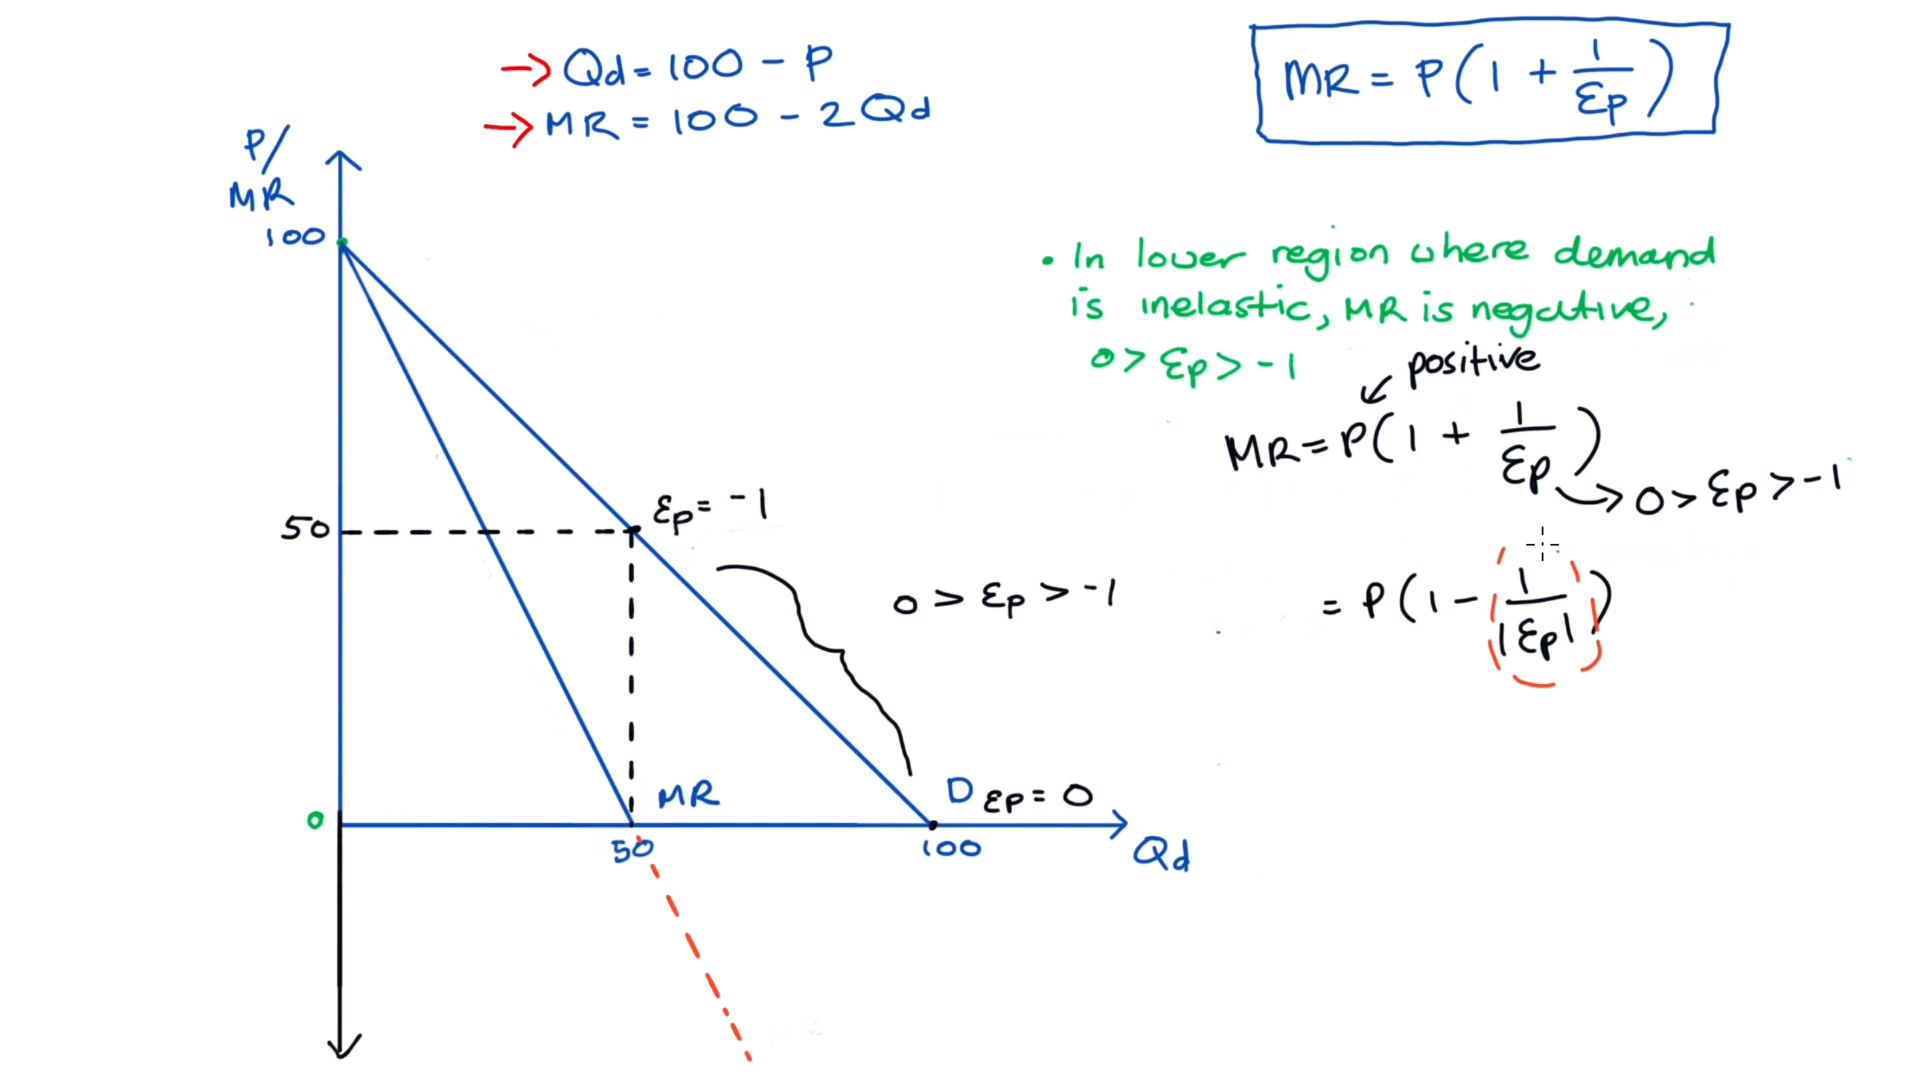 → Qd = 100 - P
→ MR = 100 - 2Qd
MR = P(1 + 1/εp)
P/
MR
100
• In lower region where demand
is inelastic, MR is negative,
0 > εp > -1
positive
MR = P(1 + 1/εp)
→ 0 > εp > -1
50
εp = -1
0 > εp > -1
= P(1 - 1/|εp|)
MR
D
εp = 0
0
50
100
Qd